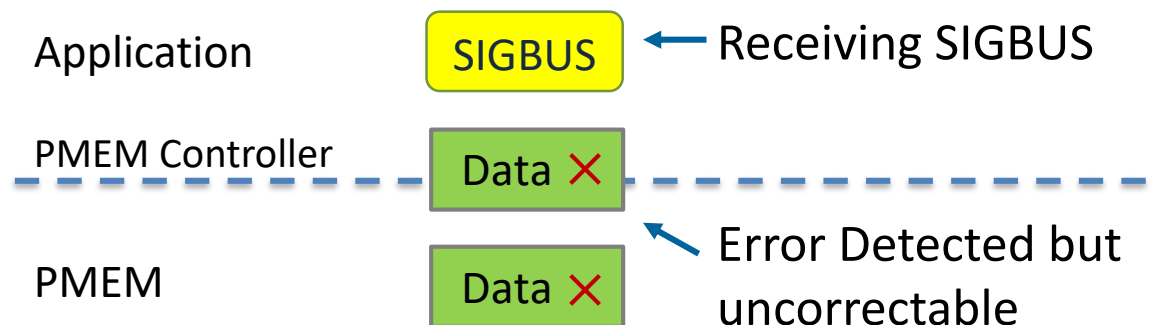 Application
SIGBUS
Receiving SIGBUS
PMEM Controller
Data
Error Detected but
uncorrectable
PMEM
Data